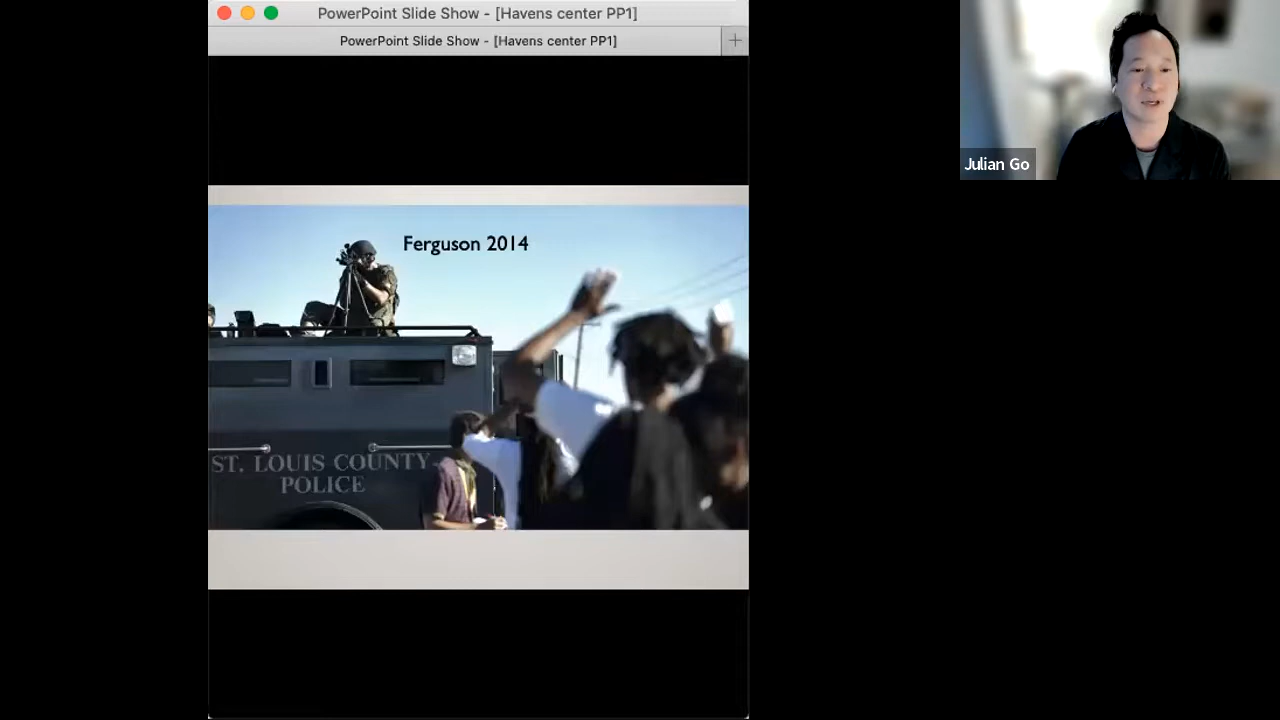 PowerPoint Slide Show - [Havens center PP1]
PowerPoint Slide Show - [Havens center PP1]
Ferguson 2014
ST. LOUIS COUNTY
POLICE
Julian Go